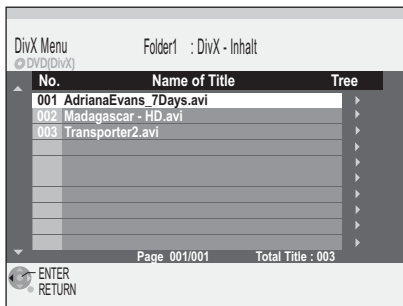 DivX Menu Folder1 : DivX - Inhalt
DVD(DivX)
No. Name of Title Tree
001 AdrianaEvans_7Days.avi
002 Madagascar - HD.avi
003 Transporter2.avi
Page 001/001 Total Title : 003
ENTER
RETURN